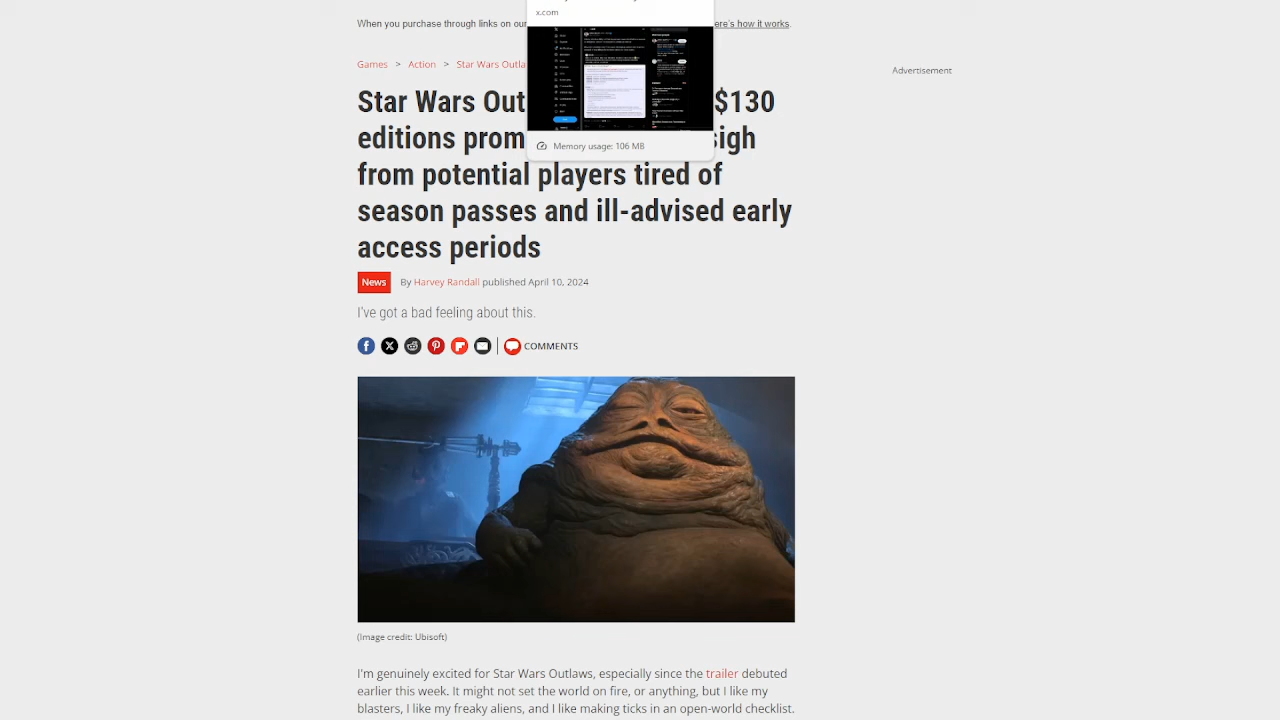 x.com
When you purchase through links on our
ere's how it works.
Memory usage: 106 MB
Games > Action > Star Wars Outla
Advertisement
Star Wars Out $130
editions prom sigh
from potential players tired of
season passes and ill-advised early
access periods
News By Harvey Randall published April 10, 2024
I've got a bad feeling about this.
COMMENTS
(Image credit: Ubisoft)
I'm genuinely excited for Star Wars Outlaws, especially since the trailer debuted
earlier this week. It might not set the world on fire, or anything, but I like my
blasters, I like my freaky aliens, and I like making ticks in an open-world checklist.